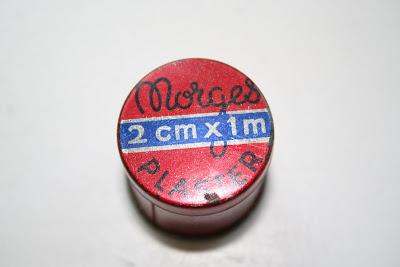 Morges
2 cm x 1 m
PLASTER